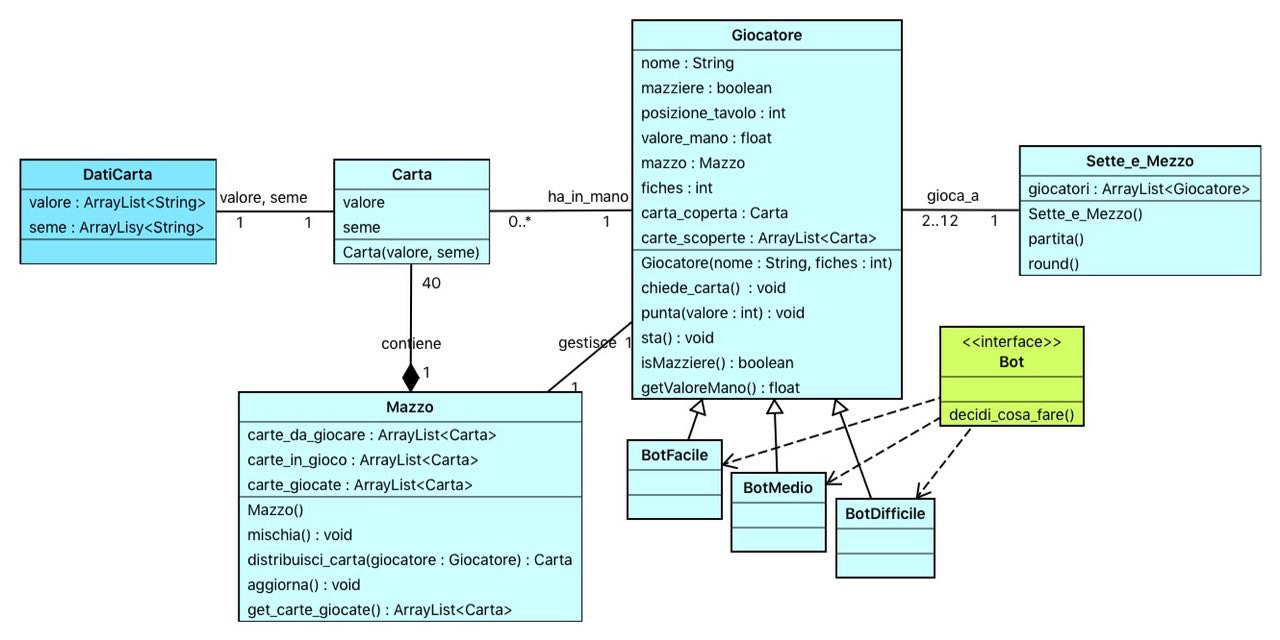 Giocatore
nome : String
mazziere : boolean
posizione_tavolo : int
valore_mano : float
mazzo : Mazzo
fiches : int
carta_coperta : Carta
carte_scoperte : ArrayList<Carta>
Giocatore(nome : String, fiches : int)
chiede_carta()  : void
punta(valore : int) : void
sta() : void
isMazziere() : boolean
getValoreMano() : float
DatiCarta
valore : ArrayList<String>
seme : ArrayLisy<String>
valore, seme
1
1
Carta
valore
seme
Carta(valore, seme)
ha_in_mano
0..*
1
gioca_a
2..12
1
Sette_e_Mezzo
giocatori : ArrayList<Giocatore>
Sette_e_Mezzo()
partita()
round()
40
contiene
1
gestisce
1
1
<<interface>>
Bot
decidi_cosa_fare()
Mazzo
carte_da_giocare : ArrayList<Carta>
carte_in_gioco : ArrayList<Carta>
carte_giocate : ArrayList<Carta>
Mazzo()
mischia() : void
distribuisci_carta(giocatore : Giocatore) : Carta
aggiorna() : void
get_carte_giocate() : ArrayList<Carta>
BotFacile
BotMedio
BotDifficile